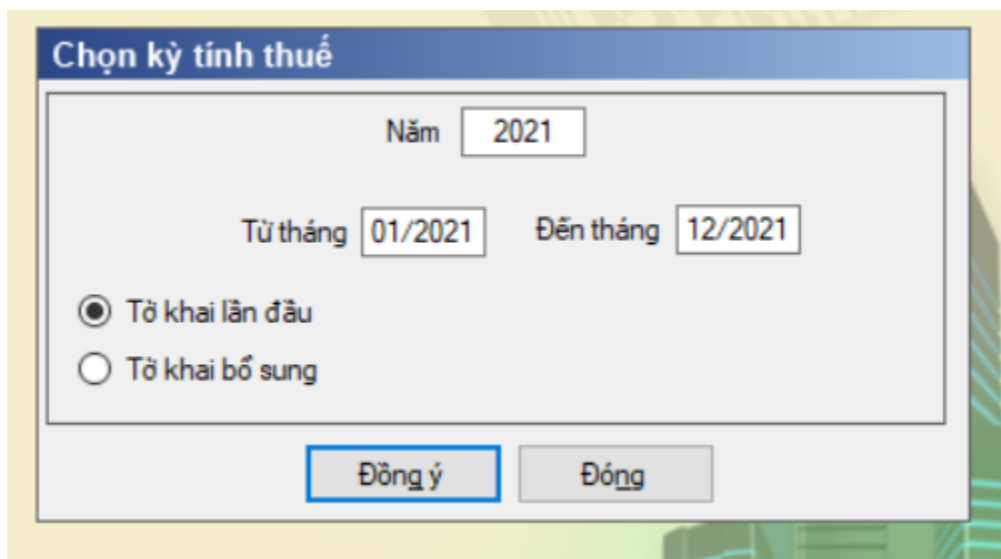 Chọn kỳ tính thuế
Năm 2021
Từ tháng 01/2021 Đến tháng 12/2021
Tờ khai lần đầu
Tờ khai bổ sung
Đồng ý Đóng